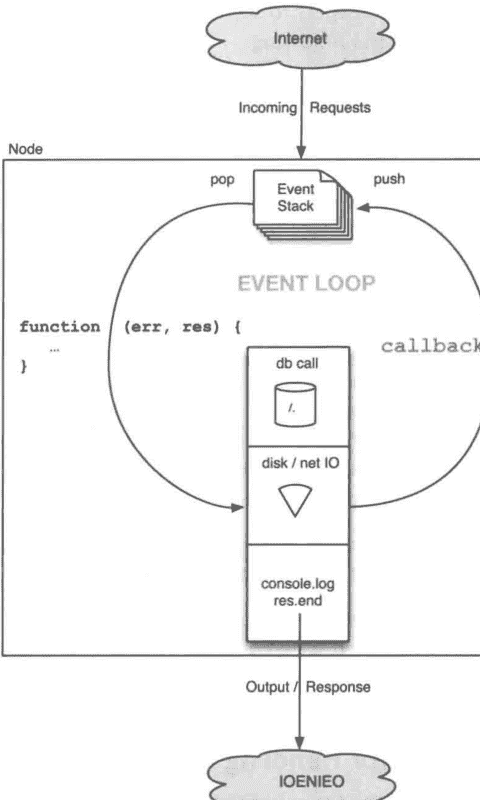 Internet
Incoming Requests
Node
pop
Event
Stack
push
EVENT LOOP
function (err, res) {
...
}
callback
db call
/.
disk / net IO
console.log
res.end
Output / Response
IOENIEO